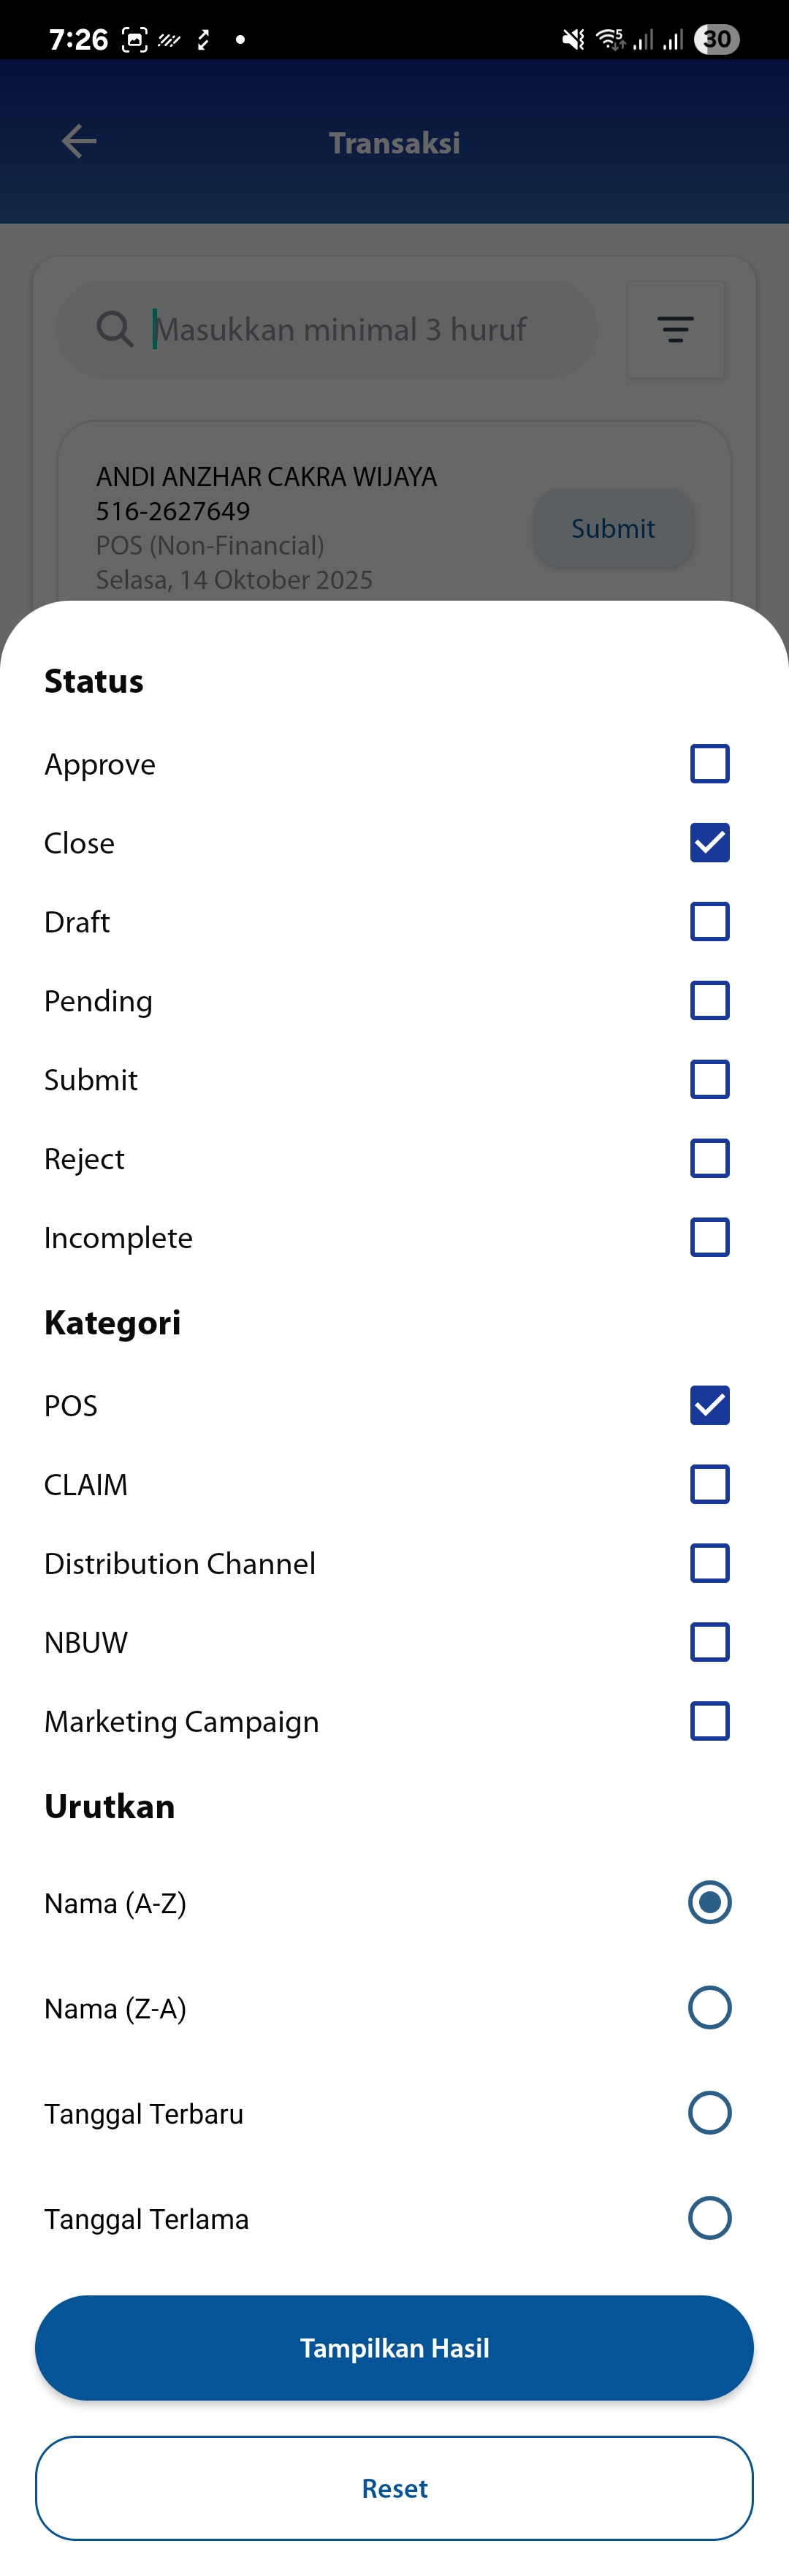 7:26
5
30
Transaksi
Masukkan minimal 3 huruf
ANDI ANZHAR CAKRA WIJAYA
516-2627649
POS (Non-Financial)
Selasa, 14 Oktober 2025
Submit
Status
Approve
Close
Draft
Pending
Submit
Reject
Incomplete
Kategori
POS
CLAIM
Distribution Channel
NBUW
Marketing Campaign
Urutkan
Nama (A-Z)
Nama (Z-A)
Tanggal Terbaru
Tanggal Terlama
Tampilkan Hasil
Reset